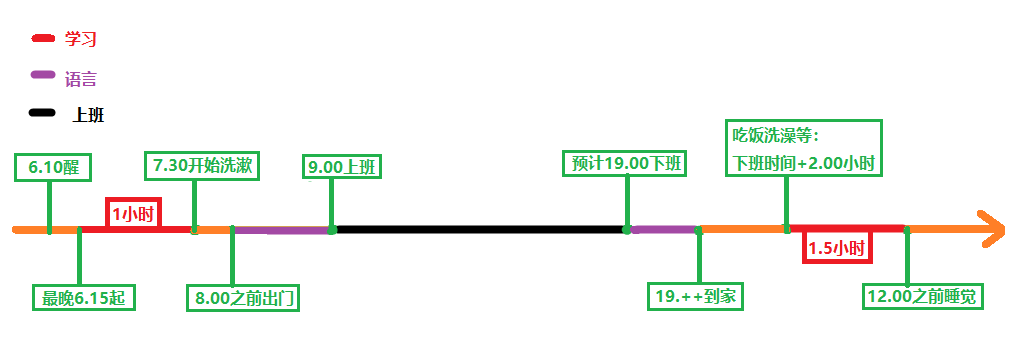 学习
语言
上班
6.10醒
7.30开始洗漱
9.00上班
预计19.00下班
吃饭洗澡等：
下班时间+2.00小时
1小时
1.5小时
最晚6.15起
8.00之前出门
19.++到家
12.00之前睡觉